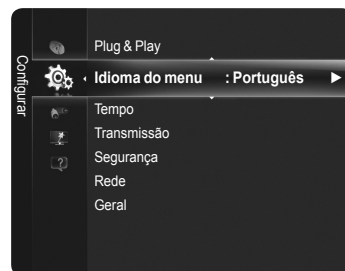 Configurar
Plug & Play
Idioma do menu : Português
Tempo
Transmissão
Segurança
Rede
Geral